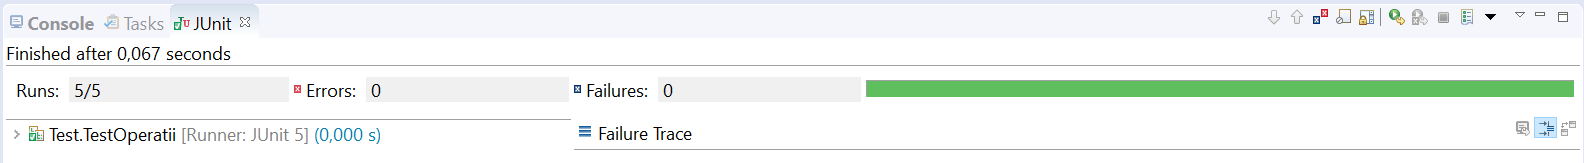 Console Tasks JUnit
Finished after 0,067 seconds
Runs: 5/5 Errors: 0 Failures: 0
Test.TestOperatii [Runner: JUnit 5] (0,000 s) Failure Trace